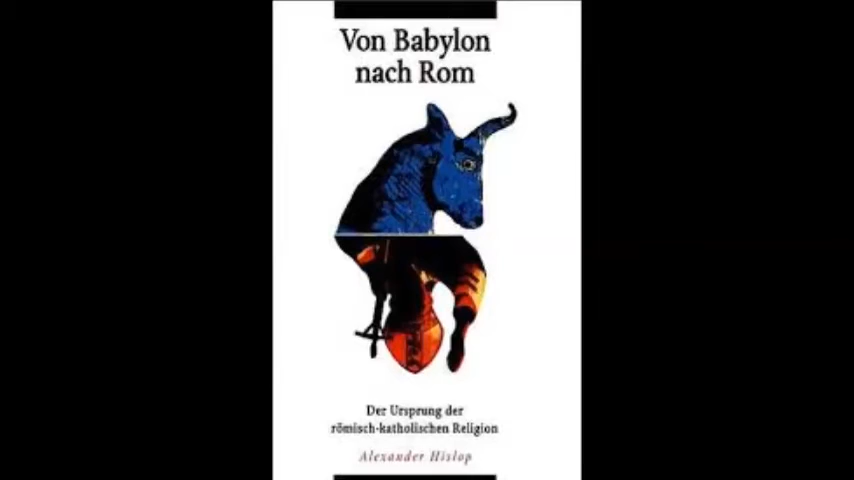 Von Babylon
nach Rom
Der Ursprung der
römisch-katholischen Religion
Alexander Hislop